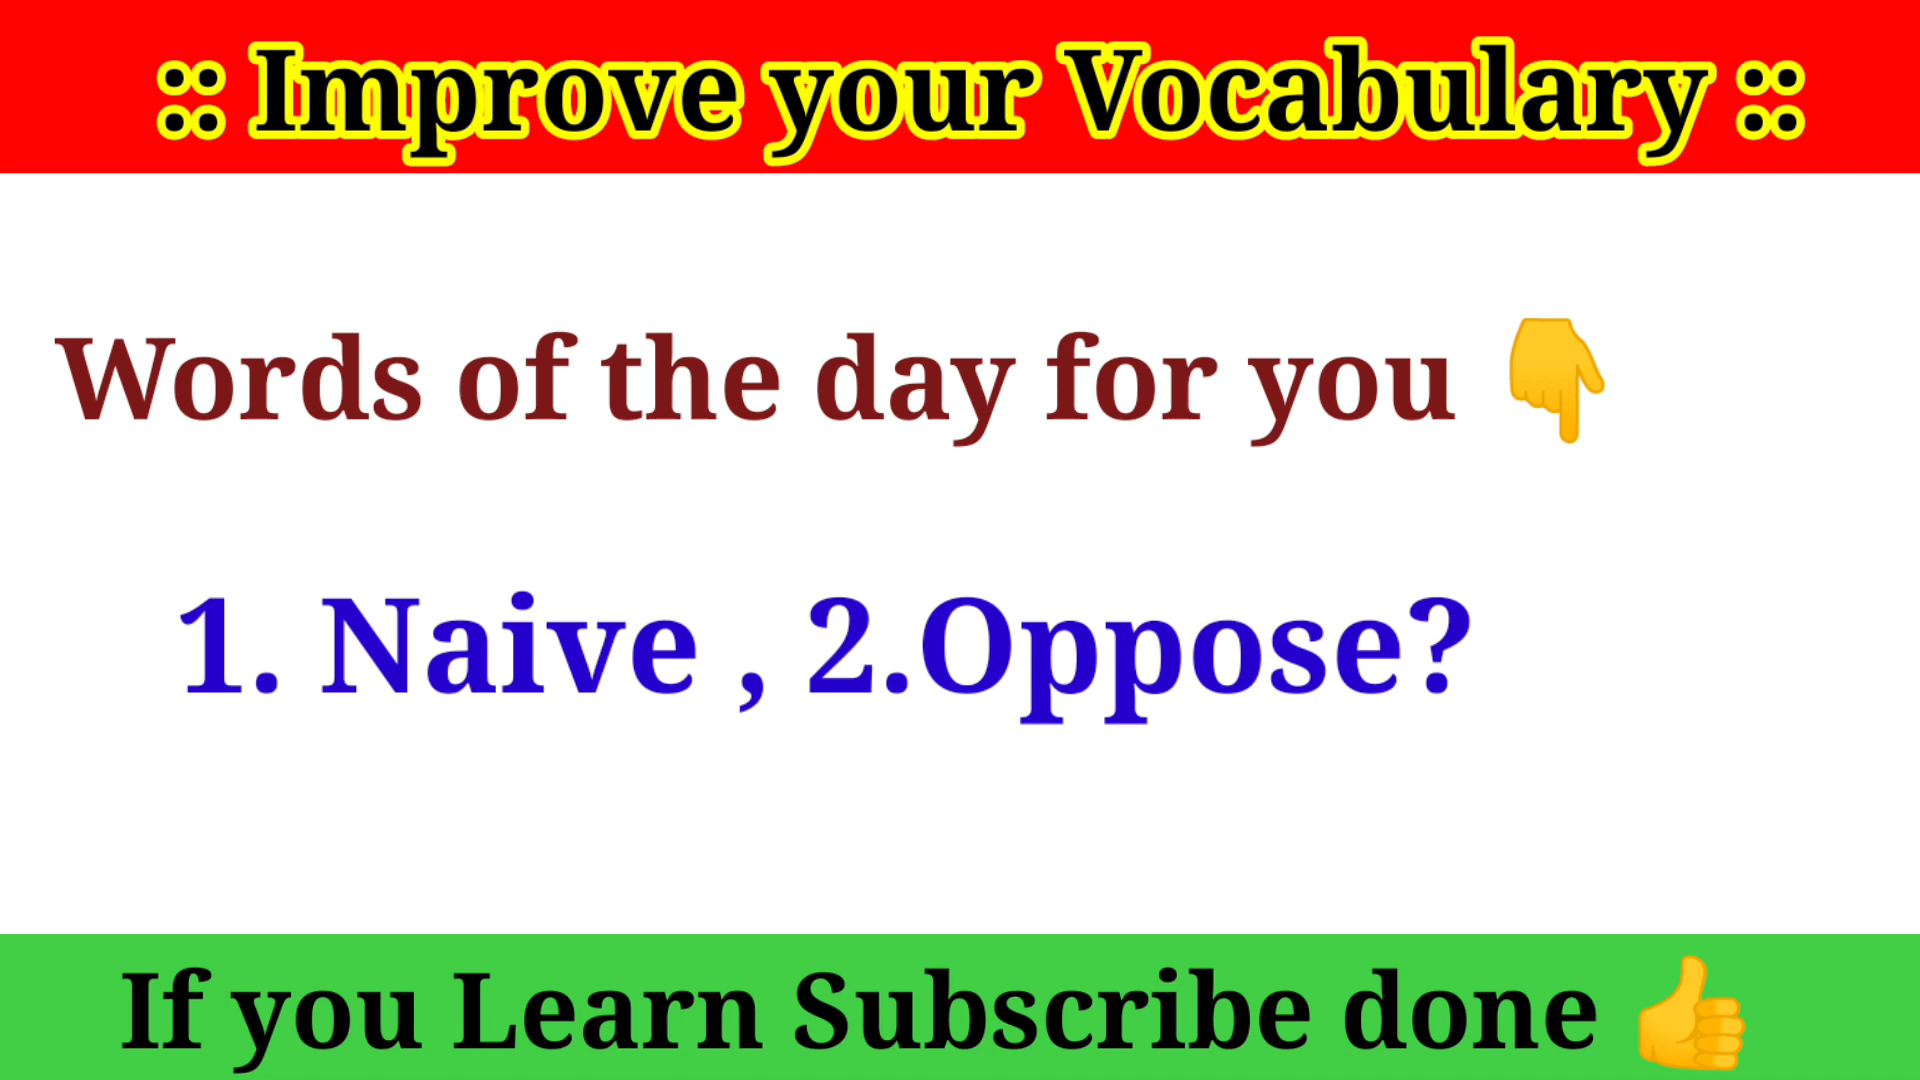 :: Improve your Vocabulary ::
Words of the day for you 👇
1. Naive , 2.Oppose?
If you Learn Subscribe done 👍